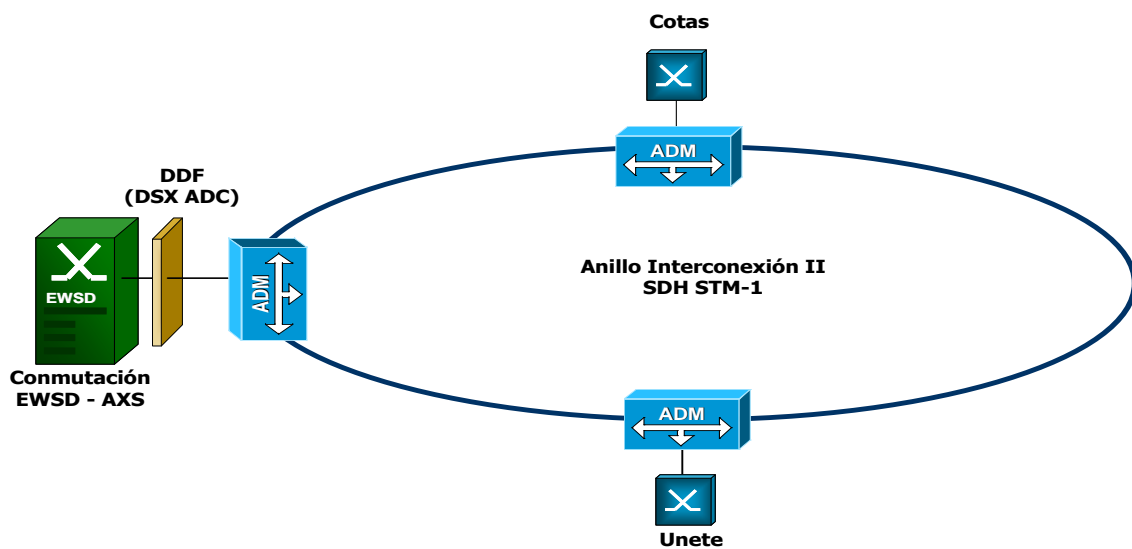 Cotas
ADM
DDF
(DSX ADC)
EWSD
ADM
Anillo Interconexión II
SDH STM-1
Conmutación
EWSD - AXS
ADM
Unete